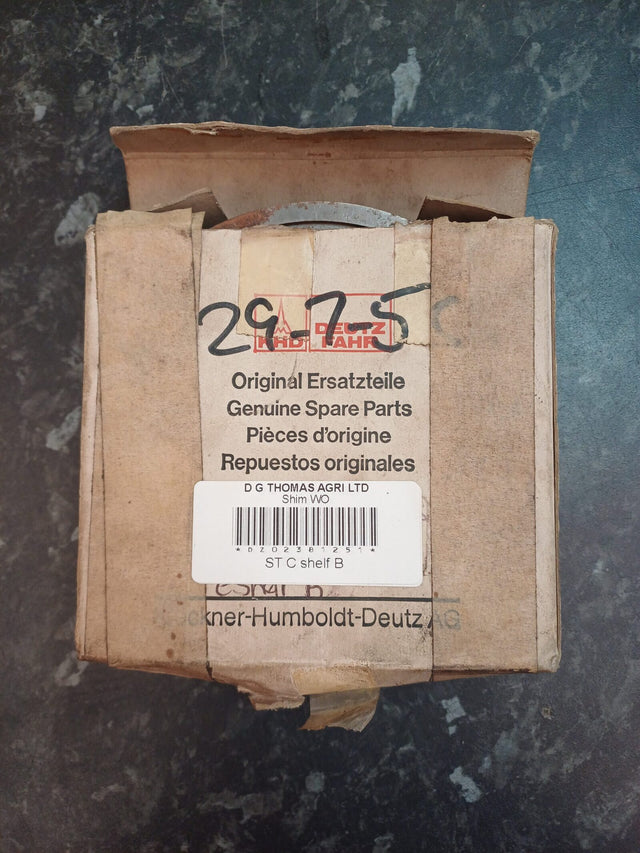 29-7-5
KHD DEUTZ
FAHR
Original Ersatzteile
Genuine Spare Parts
Pièces d'origine
Repuestos originales
D G THOMAS AGRI LTD
Shim WO
*DZ02381251*
ST C shelf B
ckner-Humboldt-Deutz AG